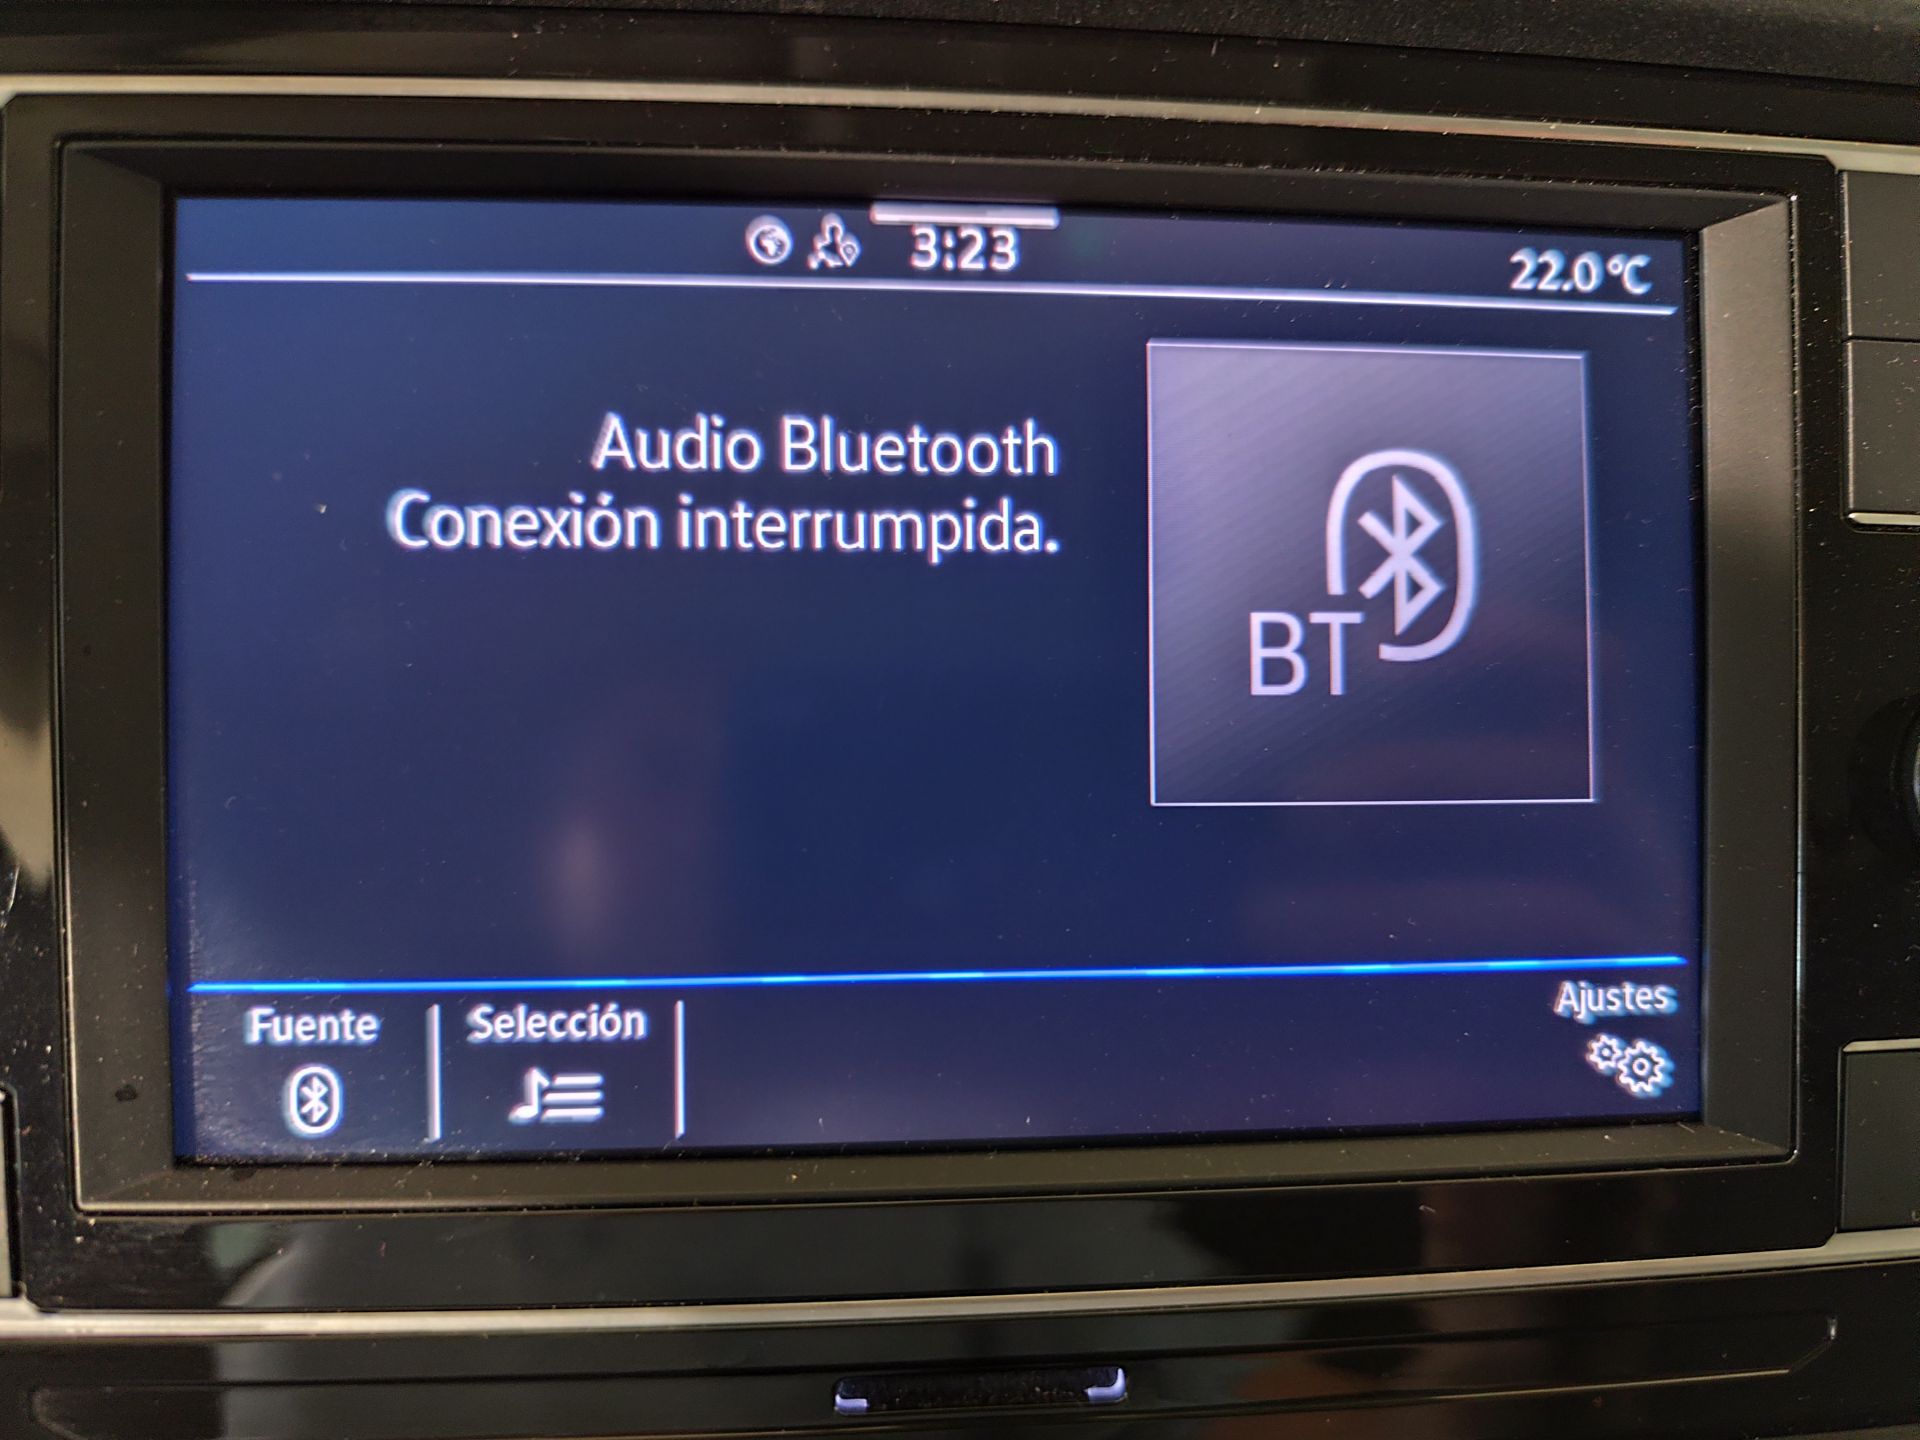 3:23
22.0°C
Audio Bluetooth
Conexión interrumpida.
BT
Fuente
Selección
Ajustes